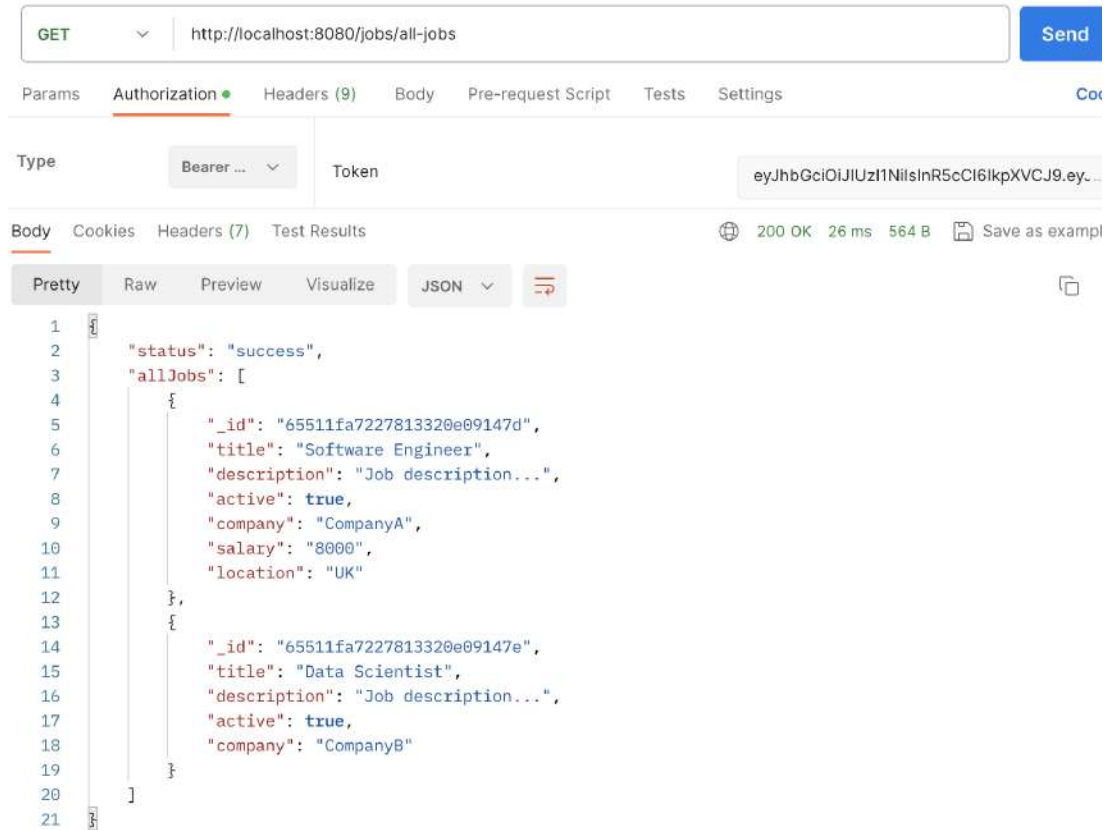 GET http://localhost:8080/jobs/all-jobs Send
Params Authorization Headers (9) Body Pre-request Script Tests Settings
Type Bearer ... Token
Body Cookies Headers (7) Test Results 200 OK 26 ms 564 B Save as exampl
Pretty Raw Preview Visualize JSON
1 {
2 "status": "success",
3 "allJobs": [
4 {
5 "_id": "65511fa7227813320e09147d",
6 "title": "Software Engineer",
7 "description": "Job description...",
8 "active": true,
9 "company": "CompanyA",
10 "salary": "8000",
11 "location": "UK"
12 },
13 {
14 "_id": "65511fa7227813320e09147e",
15 "title": "Data Scientist",
16 "description": "Job description...",
17 "active": true,
18 "company": "CompanyB"
19 }
20 ]
21 }